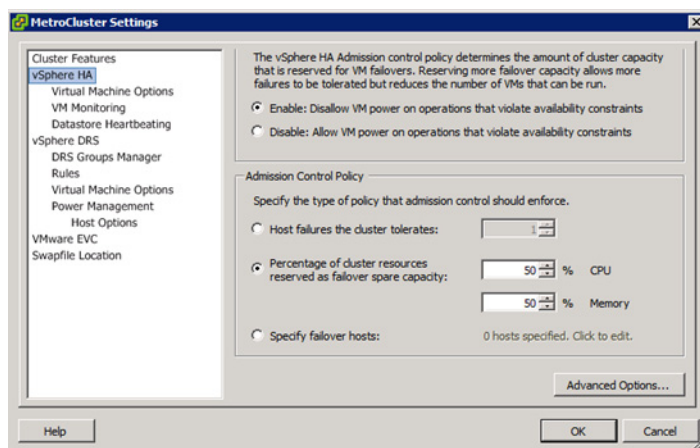 MetroCluster Settings
Cluster Features
vSphere HA
Virtual Machine Options
VM Monitoring
Datastore Heartbeating
vSphere DRS
DRS Groups Manager
Rules
Virtual Machine Options
Power Management
Host Options
VMware EVC
Swapfile Location
The vSphere HA Admission control policy determines the amount of cluster capacity
that is reserved for VM failovers. Reserving more failover capacity allows more
failures to be tolerated but reduces the number of VMs that can be run.
Enable: Disallow VM power on operations that violate availability constraints
Disable: Allow VM power on operations that violate availability constraints
Admission Control Policy
Specify the type of policy that admission control should enforce.
Host failures the cluster tolerates: 1
Percentage of cluster resources
reserved as failover spare capacity: 50 % CPU
50 % Memory
Specify failover hosts: 0 hosts specified. Click to edit.
Advanced Options...
Help OK Cancel